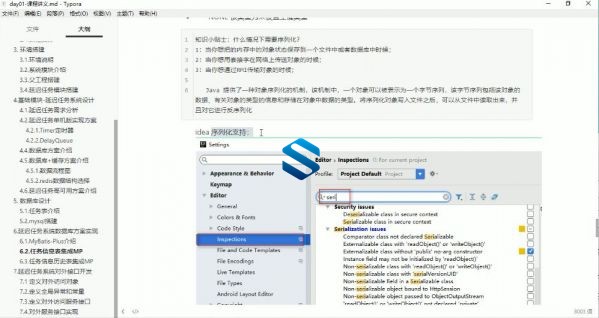 day01-课程讲义.md - Typora
文件(F) 编辑(E) 段落(P) 格式(O) 视图(V) 主题(T) 帮助(H)
文件 大纲
3. 环境搭建
3.1.环境说明
3.2.系统模块介绍
3.3.父工程搭建
3.4.延迟任务模块搭建
4.基础模块-延迟任务系统设计
4.1.延迟任务需求分析
4.2.延迟任务单机版实现方案
4.2.1.Timer定时器
4.2.2.DelayQueue
4.4.数据库方案介绍
4.5.数据库+缓存方案介绍
4.5.1.数据流程图
4.5.2.redis数据结构选择
4.6.延迟任务高可用方案介绍
5. 数据库设计
5.1.任务序介绍
5.2.mysql搭建
6.延迟任务系统数据库方案实现
6.1.MyBatis-Plus介绍
6.2.任务信息表集成MP
6.3.任务信息历史表集成MP
7.延迟任务系统对外接口开发
7.1.定义对外访问对象
7.2.定义全局异常和常量
7.3.定义对外访问服务接口
7.4.对外服务接口实现
知识小贴士:什么情况下需要序列化?
1:当你想把的内存中的对象状态保存到一个文件中或者数据库中时候;
2:当你想用套接字在网络上传送对象的时候;
3:当你想通过RMI传输对象的时候;
Java 提供了一种对象序列化的机制,该机制中,一个对象可以被表示为一个字节序列,该字节序列包括该对象的
数据、有关对象的类型的信息和存储在对象中数据的类型。将序列化对象写入文件之后,可以从文件中读取出来,并
且对它进行反序列化
idea 序列化支持:
Settings
Appearance & Behavior
Keymap
Editor
General
Colors & Fonts
Code Style
Inspections
File and Code Templates
File Encodings
Live Templates
File Types
Android Layout Editor
Editor › Inspections For current project
Profile: Project Default Project
seri
Security issues
Deserializable class in secure context
Serializable class in secure context
Serialization issues
Comparator class not declared Serializable
Externalizable class with 'readObject()' or 'writeObject()'
Externalizable class without 'public' no-arg constructor
Instance field may not be initialized by 'readObject()'
Non-serializable class with 'readObject()' or 'writeObject()'
Non-serializable class with 'serialVersionUID'
Non-serializable field in a Serializable class
Non-serializable object bound to HttpSession
Non-serializable object passed to ObjectOutputStream